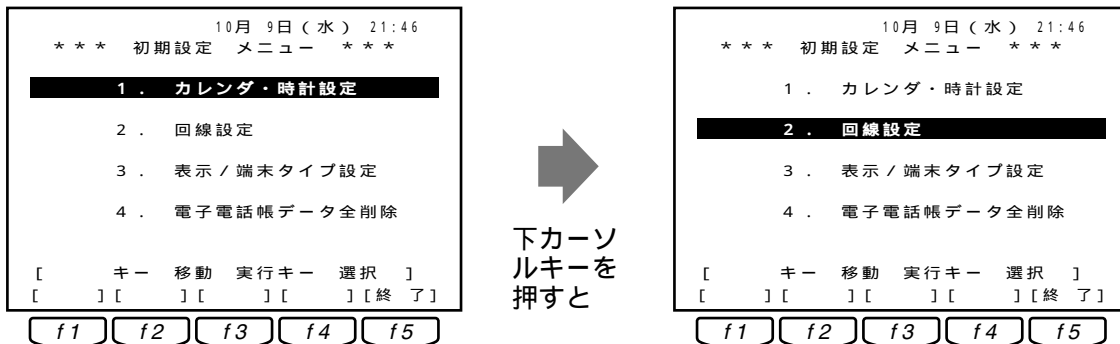 10月 9日(水) 21:46
*** 初期設定 メニュー ***
1. カレンダ・時計設定
2. 回線設定
3. 表示/端末タイプ設定
4. 電子電話帳データ全削除
[ キー 移動 実行キー 選択 ]
[ ][ ][ ][ ][終 了]
f1 f2 f3 f4 f5
下カーソ
ルキーを
押すと
10月 9日(水) 21:46
*** 初期設定 メニュー ***
1. カレンダ・時計設定
2. 回線設定
3. 表示/端末タイプ設定
4. 電子電話帳データ全削除
[ キー 移動 実行キー 選択 ]
[ ][ ][ ][ ][終 了]
f1 f2 f3 f4 f5